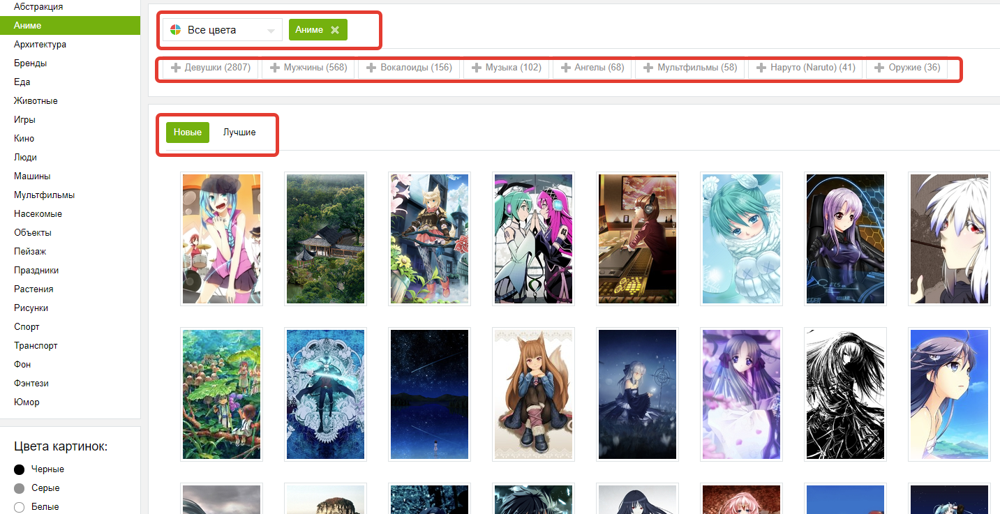 Абстракция
Аниме
Архитектура
Бренды
Еда
Животные
Игры
Кино
Люди
Машины
Мультфильмы
Насекомые
Объекты
Пейзаж
Праздники
Растения
Рисунки
Спорт
Транспорт
Фон
Фэнтези
Юмор
Цвета картинок:
Черные
Серые
Белые
Все цвета Аниме
Девушки (2807) Мужчины (568) Вокалоиды (156) Музыка (102) Ангелы (68) Мультфильмы (58) Наруто (Naruto) (41) Оружие (36)
Новые Лучшие